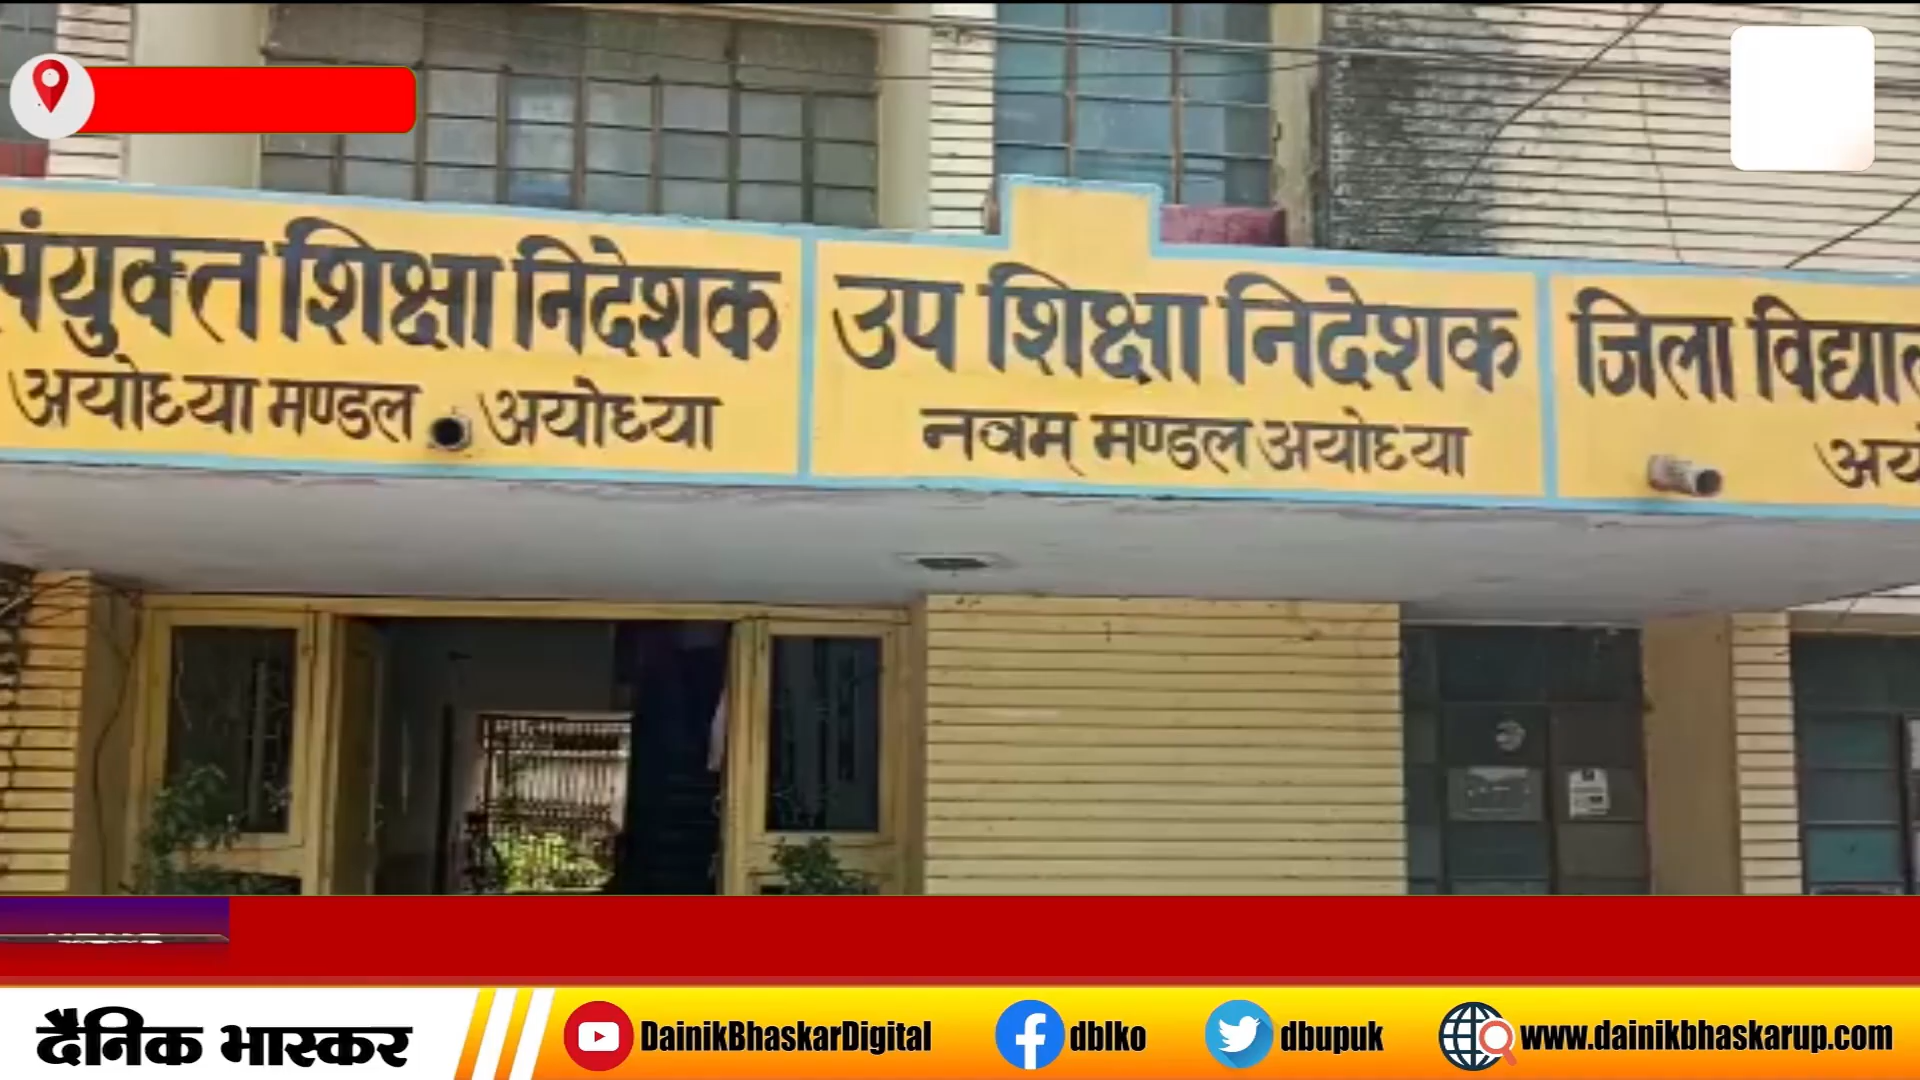 संयुक्त शिक्षा निदेशक
अयोध्या मण्डल अयोध्या
उप शिक्षा निदेशक
नवम् मण्डल अयोध्या
जिला
दैनिक भास्कर
DainikBhaskarDigital
dblko
dbupuk
www.dainikbhaskarup.com